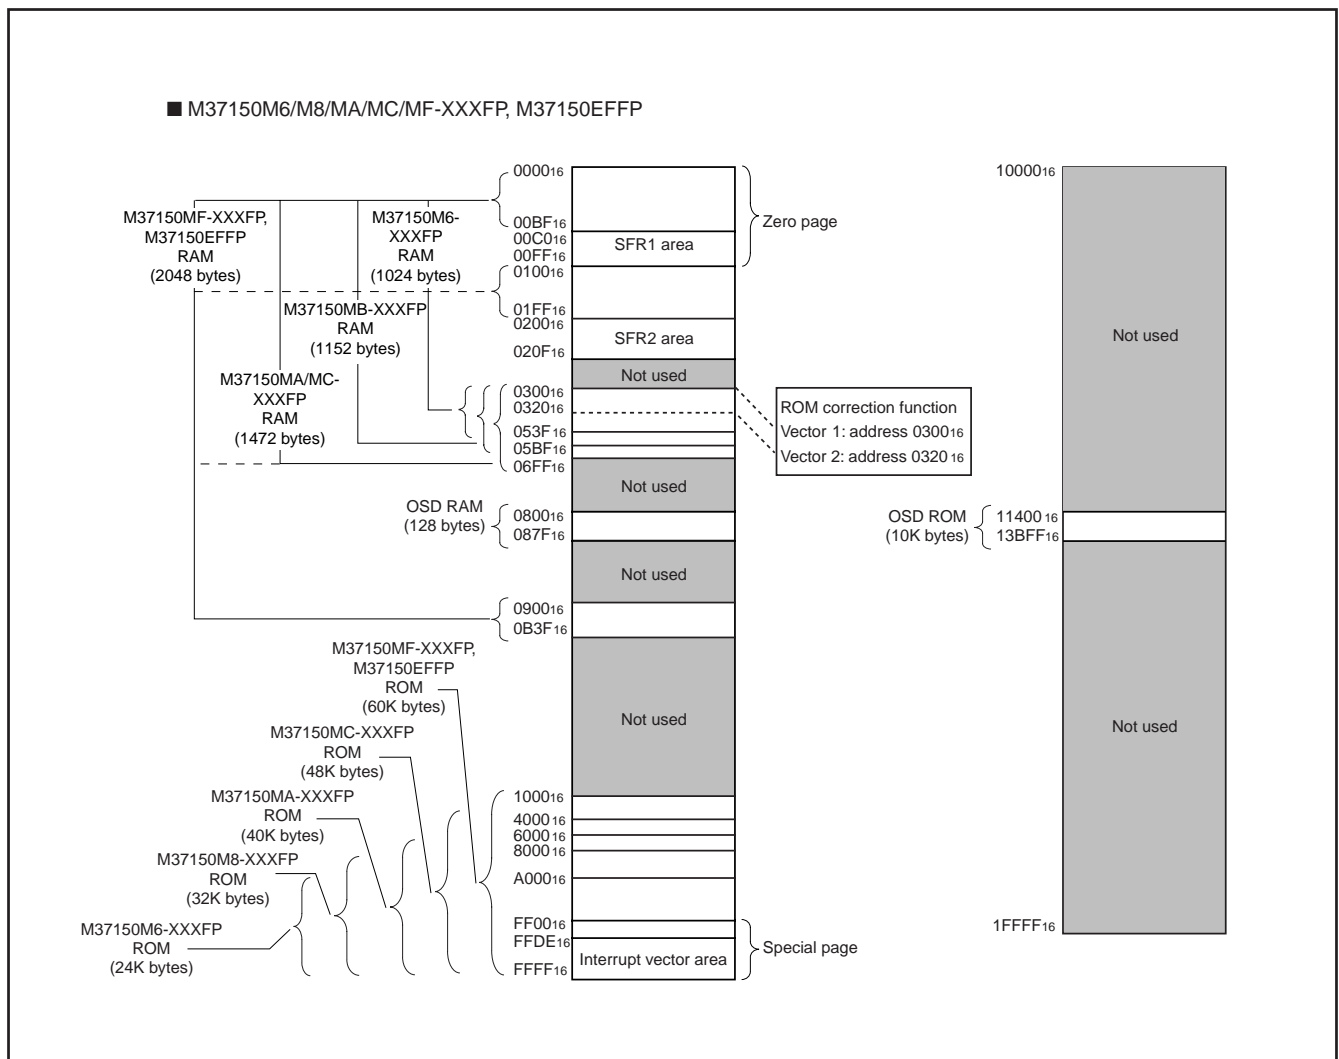 ■ M37150M6/M8/MA/MC/MF-XXXFP, M37150EFFP
M37150MF-XXXFP,
M37150EFFP
RAM
(2048 bytes)
M37150M6-
XXXFP
RAM
(1024 bytes)
M37150MB-XXXFP
RAM
(1152 bytes)
M37150MA/MC-
XXXFP
RAM
(1472 bytes)
OSD RAM
(128 bytes)
M37150MF-XXXFP,
M37150EFFP
ROM
(60K bytes)
M37150MC-XXXFP
ROM
(48K bytes)
M37150MA-XXXFP
ROM
(40K bytes)
M37150M8-XXXFP
ROM
(32K bytes)
M37150M6-XXXFP
ROM
(24K bytes)
000016
00BF16
00C016
00FF16
010016
01FF16
020016
020F16
030016
032016
053F16
05BF16
06FF16
080016
087F16
090016
0B3F16
100016
400016
600016
800016
A00016
FF0016
FFDE16
FFFF16
SFR1 area
SFR2 area
Not used
Not used
Not used
Not used
Interrupt vector area
Zero page
ROM correction function
Vector 1: address 030016
Vector 2: address 032016
Special page
1000016
Not used
OSD ROM
(10K bytes)
1140016
13BFF16
Not used
1FFFF16